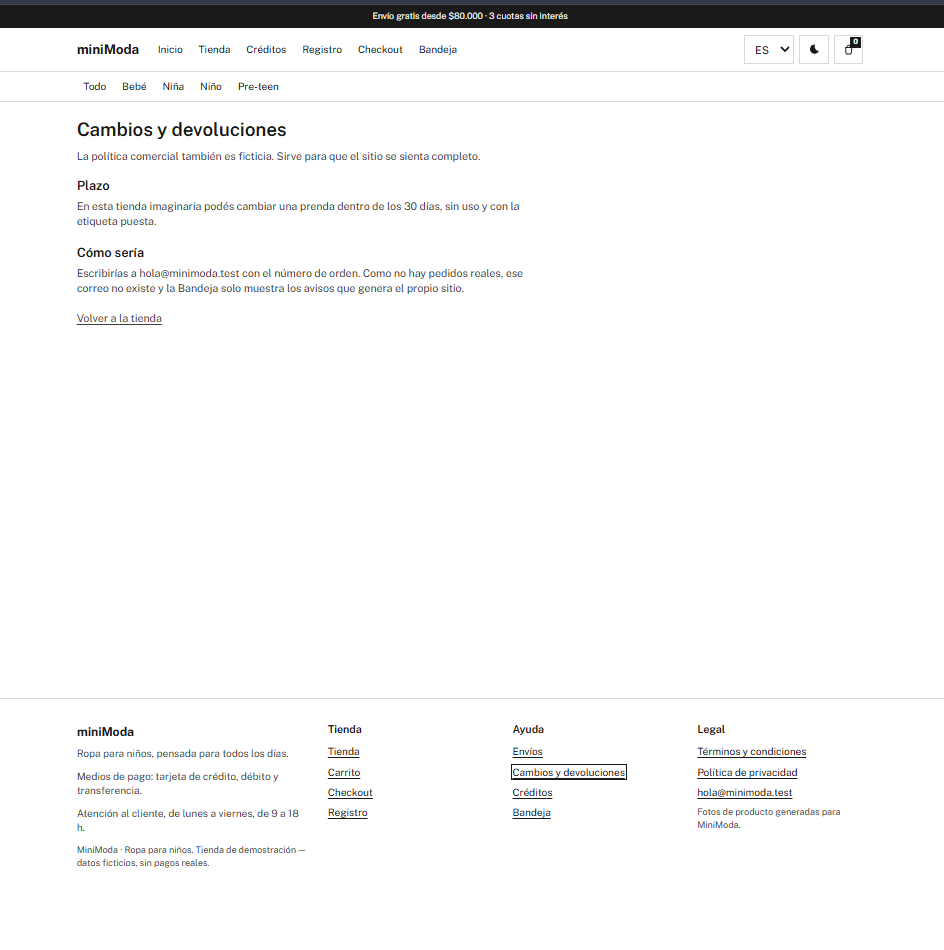 Envío gratis desde $80.000 · 3 cuotas sin interés
miniModa Inicio Tienda Créditos Registro Checkout Bandeja ES 0
Todo Bebé Niña Niño Pre-teen
Cambios y devoluciones
La política comercial también es ficticia. Sirve para que el sitio se sienta completo.
Plazo
En esta tienda imaginaria podés cambiar una prenda dentro de los 30 días, sin uso y con la
etiqueta puesta.
Cómo sería
Escribirías a hola@minimoda.test con el número de orden. Como no hay pedidos reales, ese
correo no existe y la Bandeja solo muestra los avisos que genera el propio sitio.
Volver a la tienda
miniModa
Ropa para niños, pensada para todos los días.
Medios de pago: tarjeta de crédito, débito y
transferencia.
Atención al cliente, de lunes a viernes, de 9 a 18
h.
MiniModa · Ropa para niños. Tienda de demostración —
datos ficticios, sin pagos reales.
Tienda
Tienda
Carrito
Checkout
Registro
Ayuda
Envíos
Cambios y devoluciones
Créditos
Bandeja
Legal
Términos y condiciones
Política de privacidad
hola@minimoda.test
Fotos de producto generadas para
MiniModa.